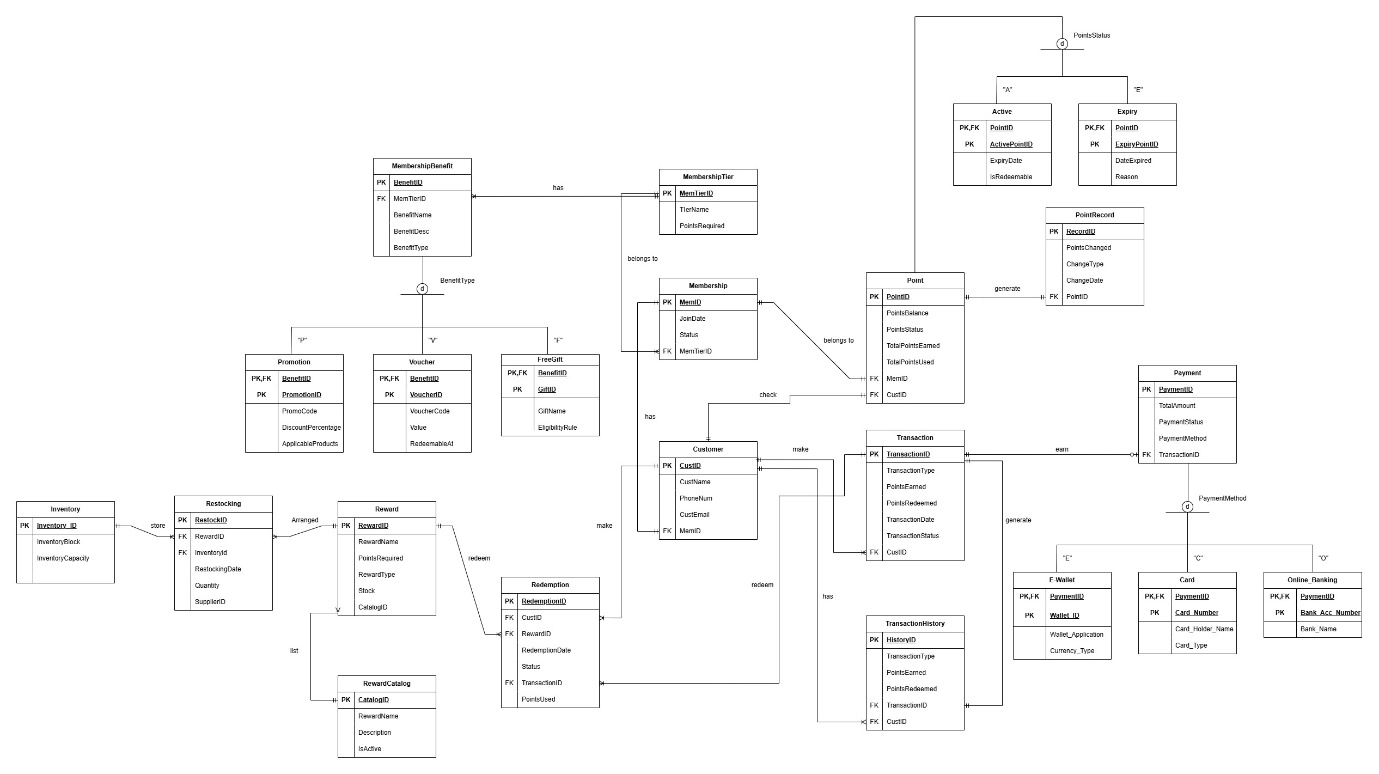 PointsStatus
d
"A"
"E"
Active
PK,FK PointID
PK ActivePointID
ExpiryDate
IsRedeemable
Expiry
PK,FK PointID
PK ExpiryPointID
DateExpired
Reason
MembershipBenefit
PK BenefitID
FK MemTierID
BenefitName
BenefitDesc
BenefitType
has
MembershipTier
PK MemTierID
TierName
PointsRequired
belongs to
PointRecord
PK RecordID
PointsChanged
ChangeType
ChangeDate
FK PointID
generate
Point
PK PointID
PointsBalance
PointsStatus
TotalPointsEarned
TotalPointsUsed
FK MemID
FK CustID
Membership
PK MemID
JoinDate
Status
FK MemTierID
belongs to
BenefitType
d
"P"
"V"
"F"
Promotion
PK,FK BenefitID
PK PromotionID
PromoCode
DiscountPercentage
ApplicableProducts
Voucher
PK,FK BenefitID
PK VoucherID
VoucherCode
Value
RedeemableAt
FreeGift
PK,FK BenefitID
PK GiftID
GiftName
EligibilityRule
has
check
Payment
PK PaymentID
TotalAmount
PaymentStatus
PaymentMethod
FK TransactionID
Customer
PK CustID
CustName
PhoneNum
CustEmail
FK MemID
make
Transaction
PK TransactionID
TransactionType
PointsEarned
PointsRedeemed
TransactionDate
TransactionStatus
FK CustID
earn
generate
PaymentMethod
d
"E"
"C"
"O"
E-Wallet
PK,FK PaymentID
PK Wallet_ID
Wallet_Application
Currency_Type
Card
PK,FK PaymentID
PK Card_Number
Card_Holder_Name
Card_Type
Online_Banking
PK,FK PaymentID
PK Bank_Acc_Number
Bank_Name
Inventory
PK Inventory_ID
InventoryBlock
InventoryCapacity
store
Restocking
PK RestockID
FK RewardID
FK InventoryId
RestockingDate
Quantity
SupplierID
Arranged
Reward
PK RewardID
RewardName
PointsRequired
RewardType
Stock
CatalogID
redeem
make
redeem
has
Redemption
PK RedemptionID
FK CustID
FK RewardID
RedemptionDate
Status
FK TransactionID
PointsUsed
TransactionHistory
PK HistoryID
TransactionType
PointsEarned
PointsRedeemed
FK TransactionID
FK CustID
list
RewardCatalog
PK CatalogID
RewardName
Description
IsActive